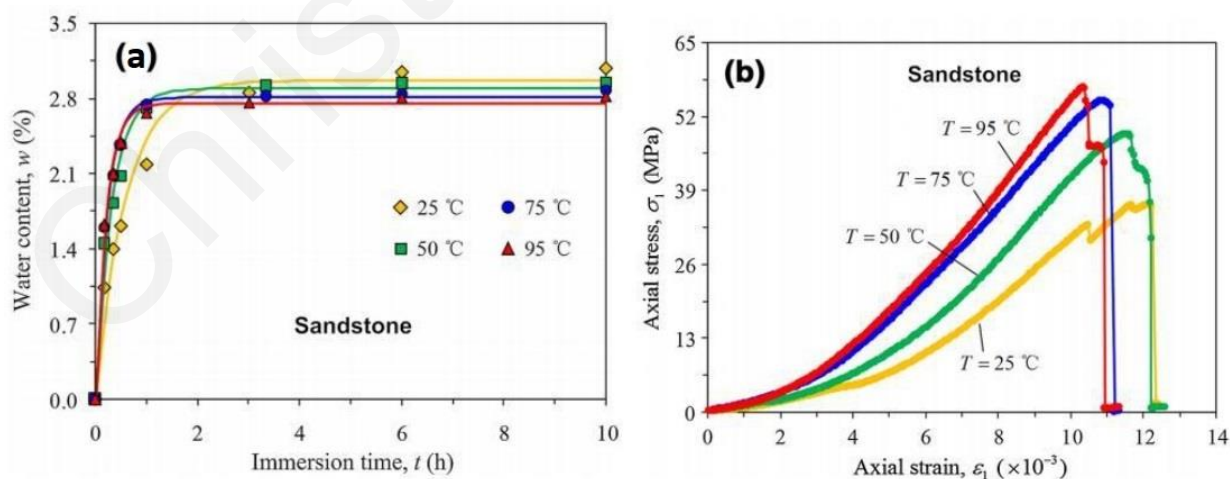 Chris
(a)
3.5
2.8
2.1
1.4
0.7
0.0
Water content, w (%)
25 ℃
75 ℃
50 ℃
95 ℃
Sandstone
0
2
4
6
8
10
Immersion time, t (h)
(b)
Sandstone
65
52
39
26
13
0
Axial stress, σ₁ (MPa)
T = 95 ℃
T = 75 ℃
T = 50 ℃
T = 25 ℃
0
2
4
6
8
10
12
14
Axial strain, ε₁ (×10⁻³)